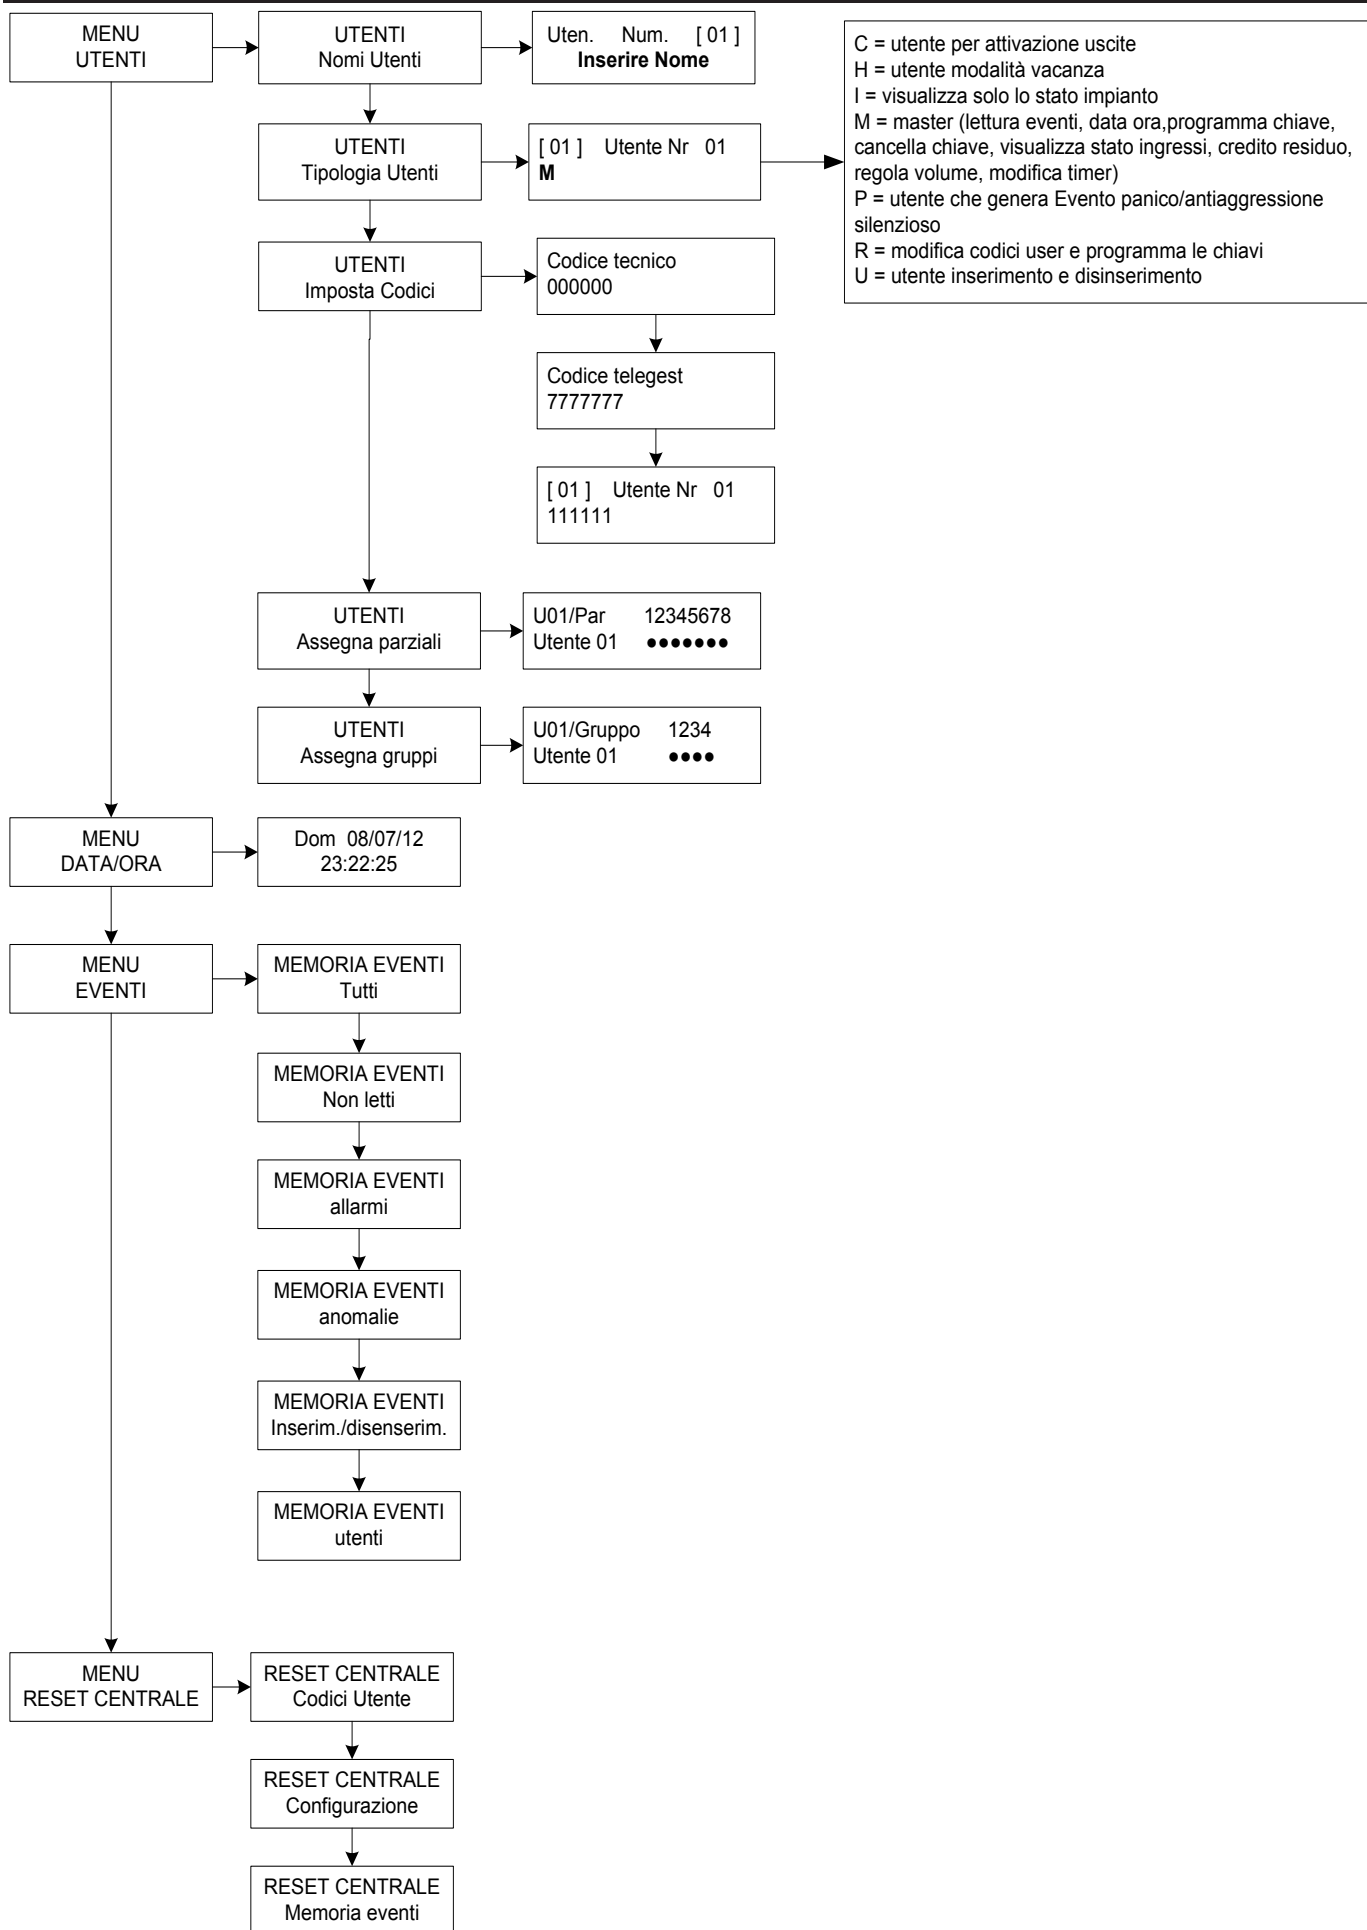 MENU
UTENTI
UTENTI
Nomi Utenti
Uten. Num. [ 01 ]
Inserire Nome
C = utente per attivazione uscite
H = utente modalità vacanza
I = visualizza solo lo stato impianto
M = master (lettura eventi, data ora,programma chiave,
cancella chiave, visualizza stato ingressi, credito residuo,
regola volume, modifica timer)
P = utente che genera Evento panico/antiaggressione
silenzioso
R = modifica codici user e programma le chiavi
U = utente inserimento e disinserimento
UTENTI
Tipologia Utenti
[ 01 ] Utente Nr 01
M
UTENTI
Imposta Codici
Codice tecnico
000000
Codice telegest
7777777
[ 01 ] Utente Nr 01
111111
UTENTI
Assegna parziali
U01/Par 12345678
Utente 01 ●●●●●●●
UTENTI
Assegna gruppi
U01/Gruppo 1234
Utente 01 ●●●●
MENU
DATA/ORA
Dom 08/07/12
23:22:25
MENU
EVENTI
MEMORIA EVENTI
Tutti
MEMORIA EVENTI
Non letti
MEMORIA EVENTI
allarmi
MEMORIA EVENTI
anomalie
MEMORIA EVENTI
Inserim./disenserim.
MEMORIA EVENTI
utenti
MENU
RESET CENTRALE
RESET CENTRALE
Codici Utente
RESET CENTRALE
Configurazione
RESET CENTRALE
Memoria eventi